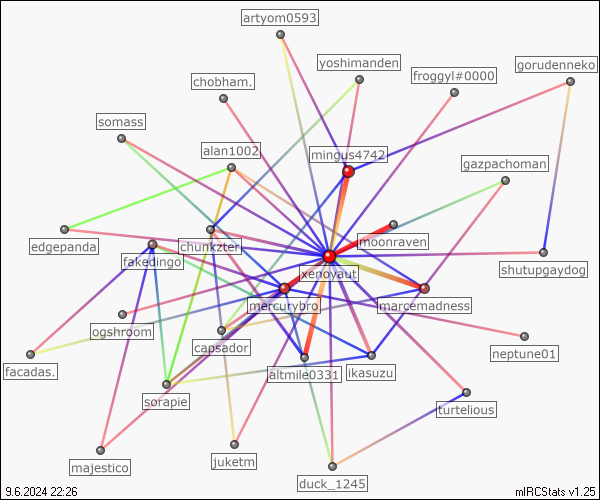 artyom0593
yoshimanden
gorudenneko
froggyl#0000
chobham.
somass
alan1002
mingus4742
gazpachoman
edgepanda
chunkzter
moonraven
fakedingo
xenoyaut
shutupgaydog
mercurybro.
marcemadness
ogshroom
capsador
neptune01
facadas.
altmile0331
ikasuzu
sorapie
turtelious
majestico
juketm
duck_1245
9.6.2024 22:26
mIRCStats v1.25